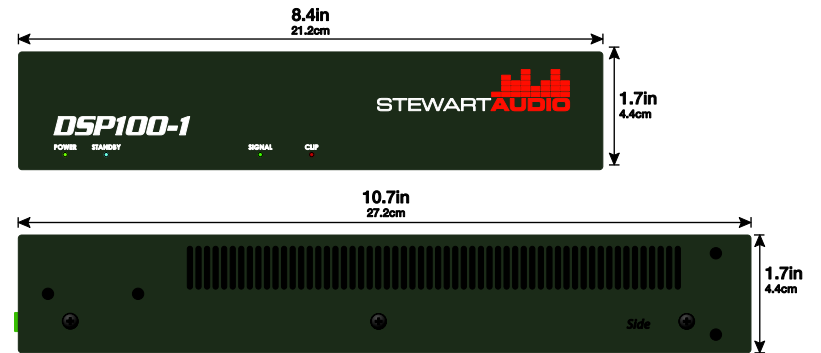 8.4in
21.2cm
STEWARTAUDIO
1.7in
4.4cm
DSP100-1
POWER STANDBY SIGNAL CLIP
10.7in
27.2cm
1.7in
4.4cm
Side